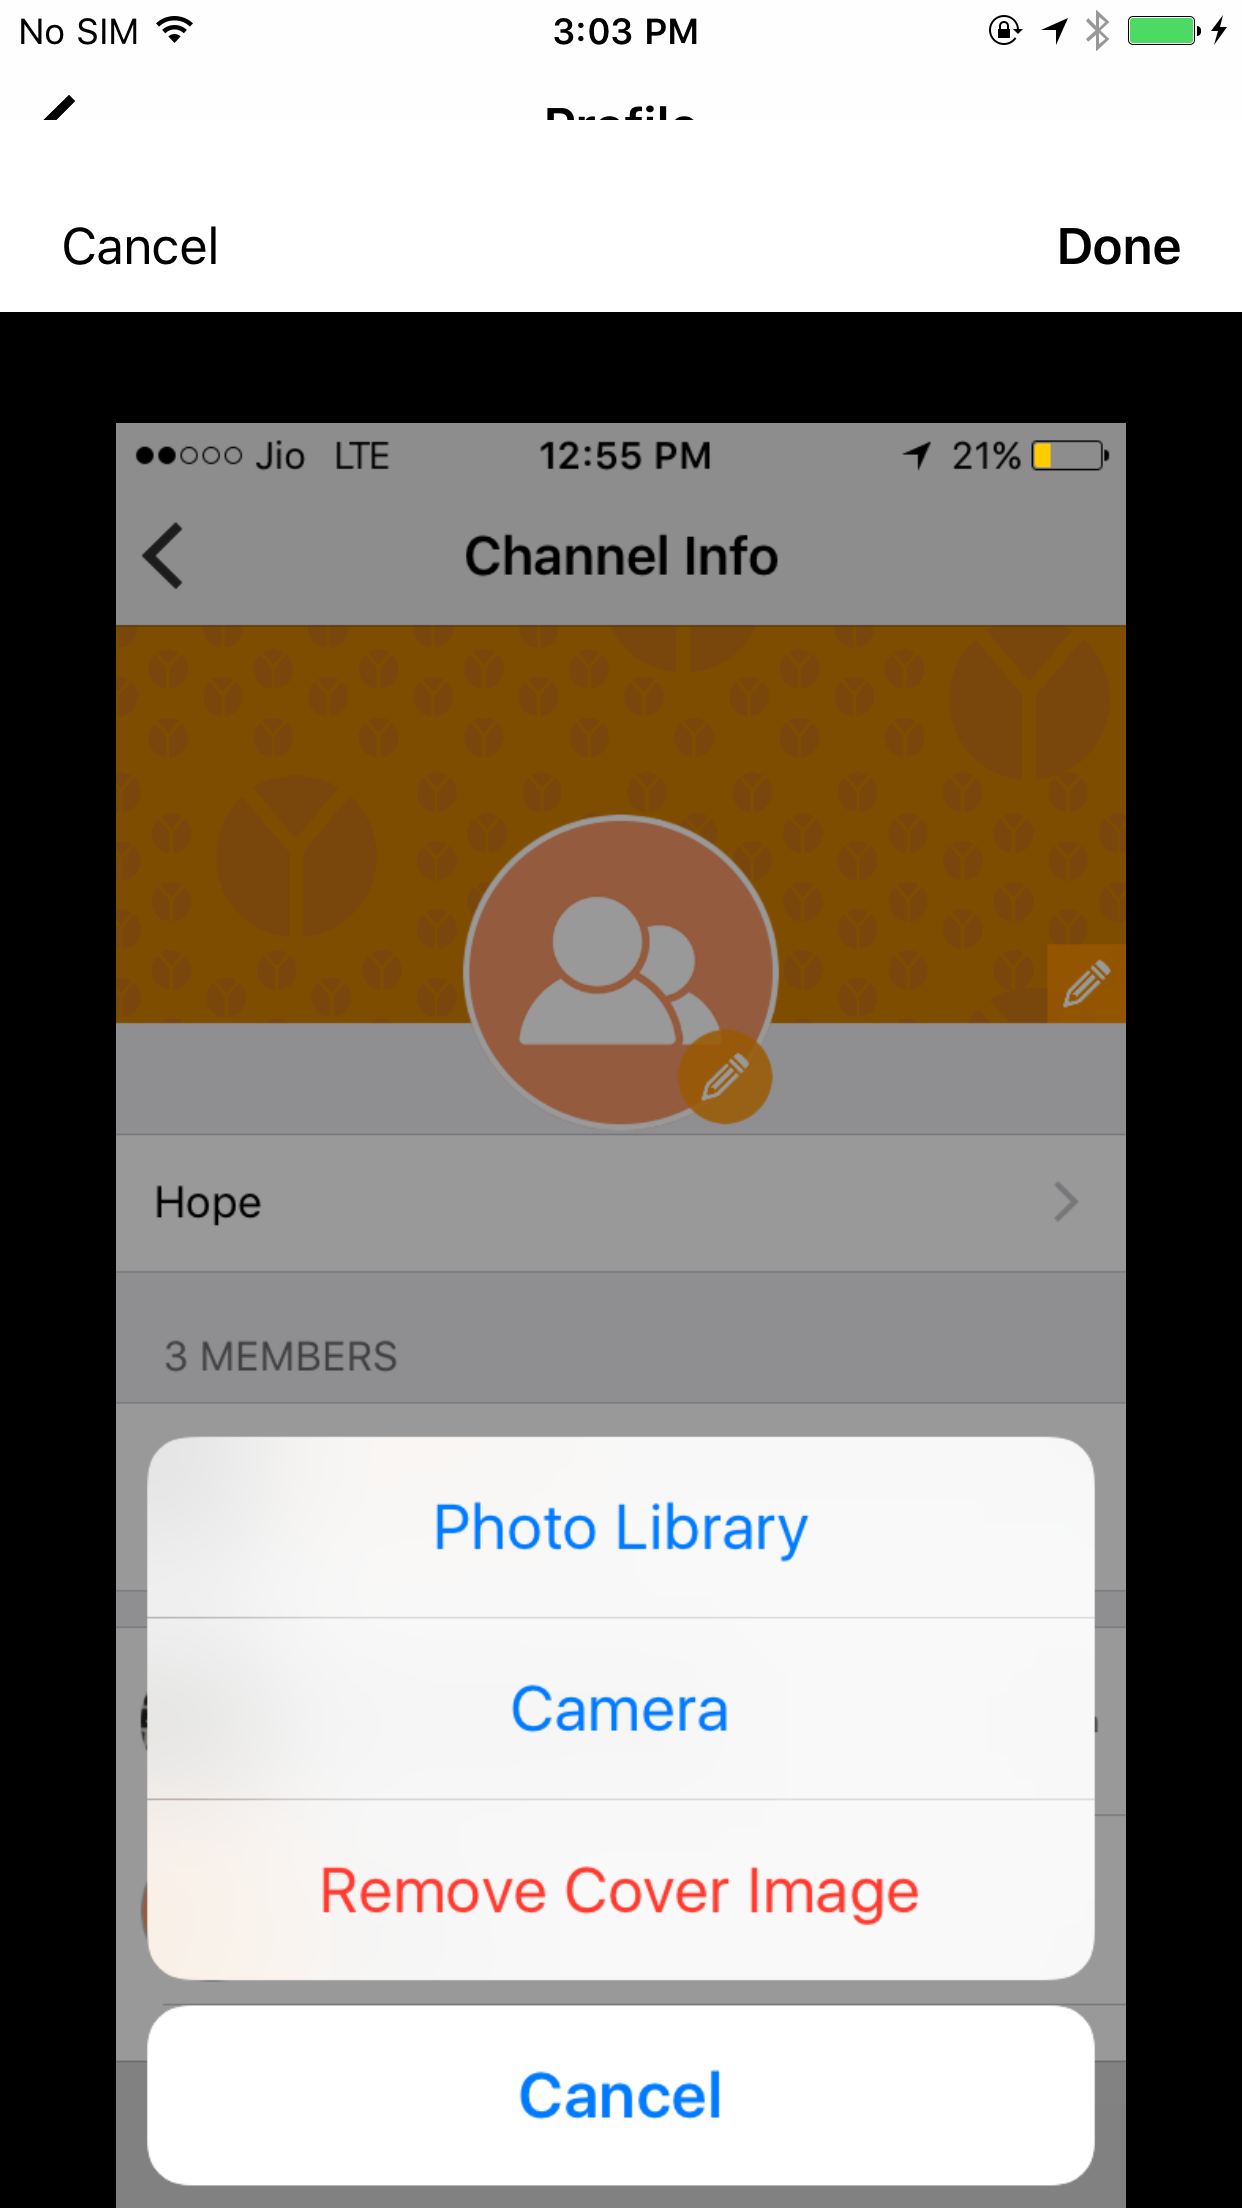 No SIM 3:03 PM
Profile
Cancel Done
Jio LTE 12:55 PM 21%
Channel Info
Hope
3 MEMBERS
Photo Library
Camera
Remove Cover Image
Cancel